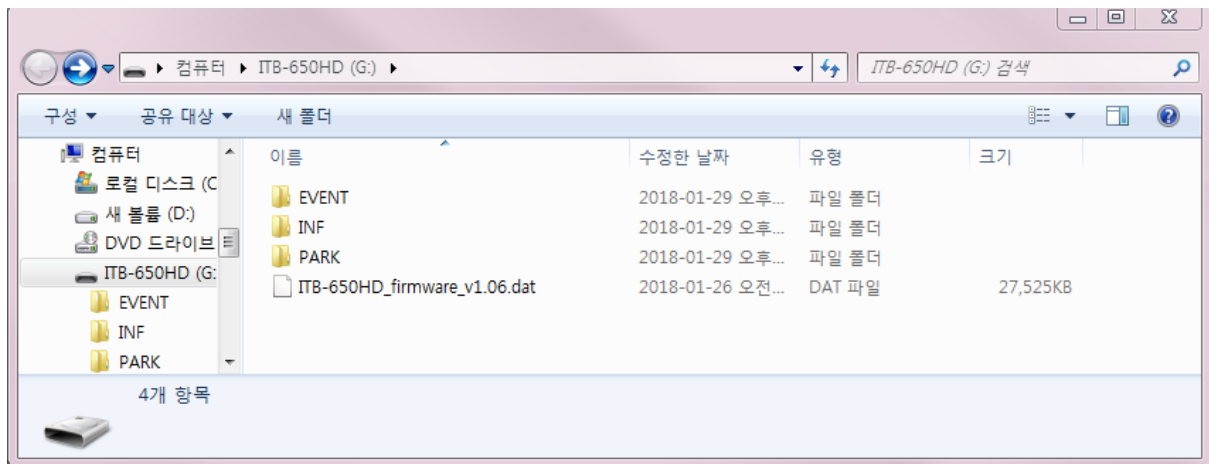 컴퓨터 ▸ ITB-650HD (G:) ▸
ITB-650HD (G:) 검색
구성 공유 대상 새 폴더
컴퓨터
로컬 디스크 (C
새 볼륨 (D:)
DVD 드라이브
ITB-650HD (G:
EVENT
INF
PARK
이름 수정한 날짜 유형 크기
EVENT 2018-01-29 오후... 파일 폴더
INF 2018-01-29 오후... 파일 폴더
PARK 2018-01-29 오후... 파일 폴더
ITB-650HD_firmware_v1.06.dat 2018-01-26 오전... DAT 파일 27,525KB
4개 항목